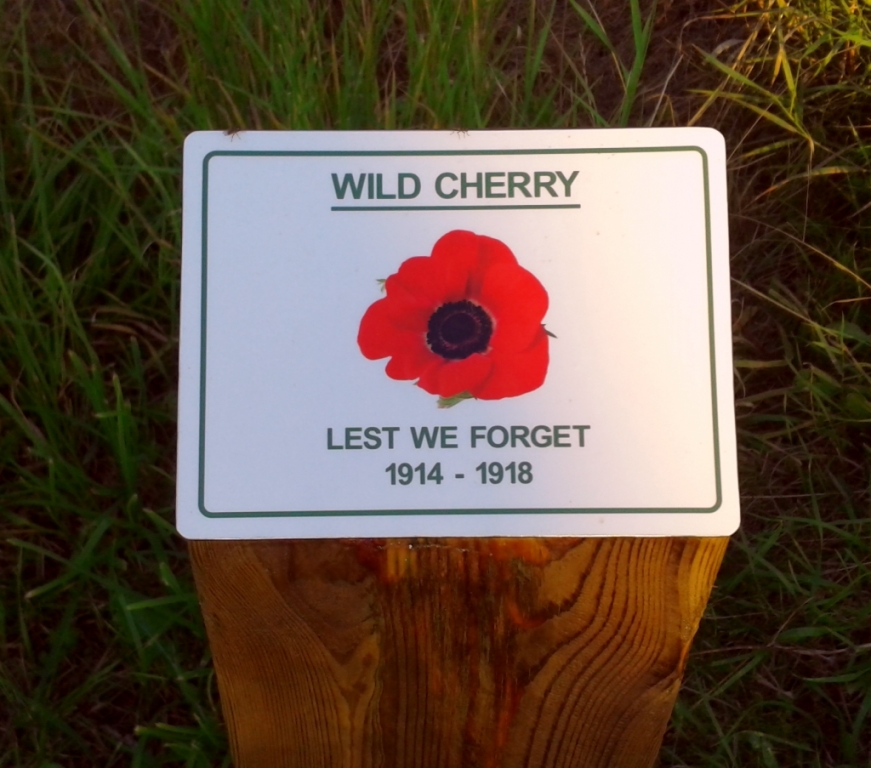 WILD CHERRY
LEST WE FORGET
1914 - 1918